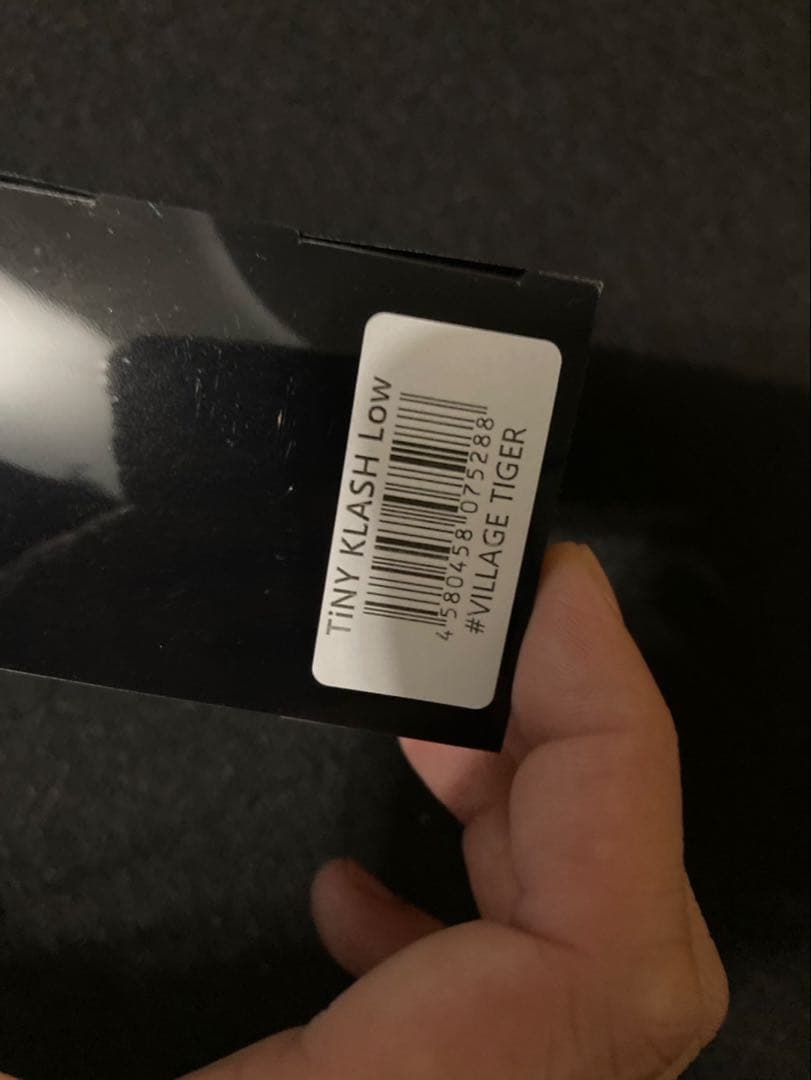 TiNY KLASH LOW
4 580458 075288
#VILLAGE TIGER